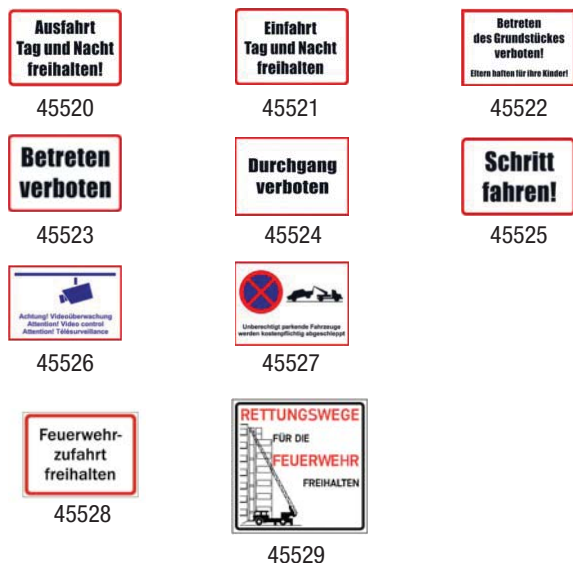 Ausfahrt
Tag und Nacht
freihalten!
45520
Einfahrt
Tag und Nacht
freihalten
45521
Betreten
des Grundstückes
verboten!
Eltern haften für ihre Kinder!
45522
Betreten
verboten
45523
Durchgang
verboten
45524
Schritt
fahren!
45525
Achtung! Videoüberwachung
Attention! Video control
Attention! Télésurveillance
45526
Unberechtigt parkende Fahrzeuge
werden kostenpflichtig abgeschleppt
45527
Feuerwehr-
zufahrt
freihalten
45528
RETTUNGSWEGE
FÜR DIE
FEUERWEHR
FREIHALTEN
45529